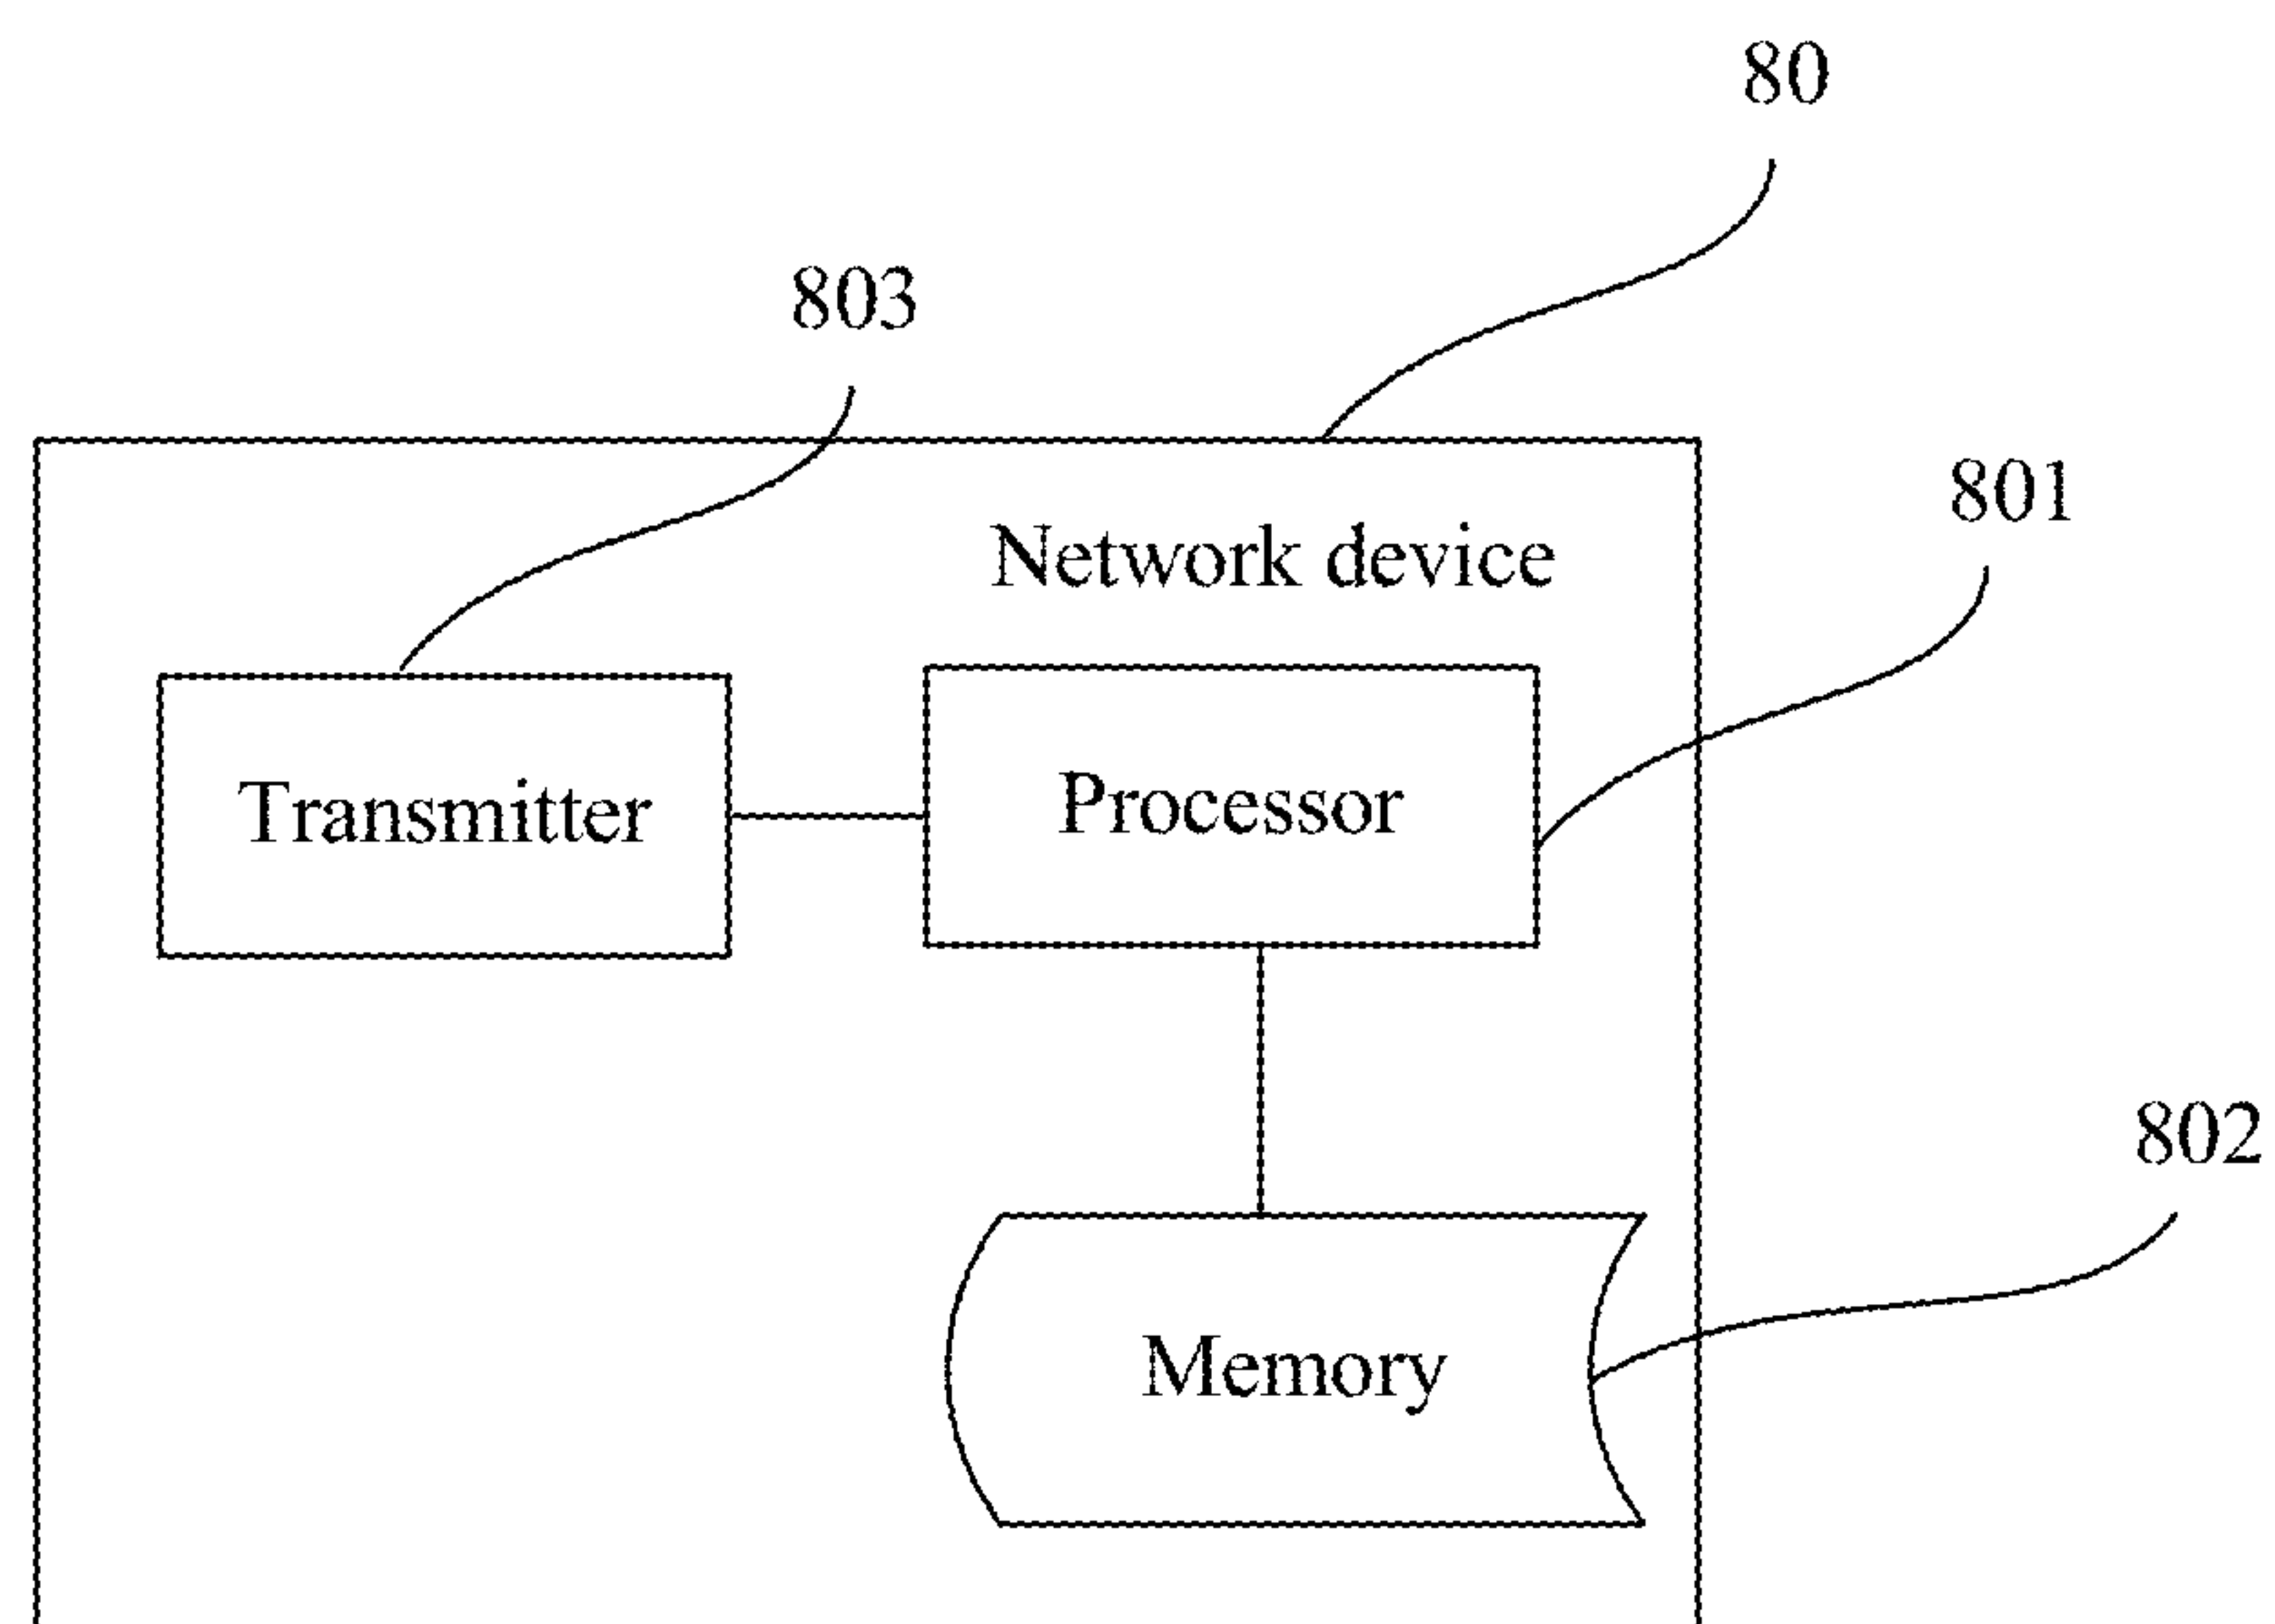 80
803
801
Network device
Transmitter
Processor
802
Memory